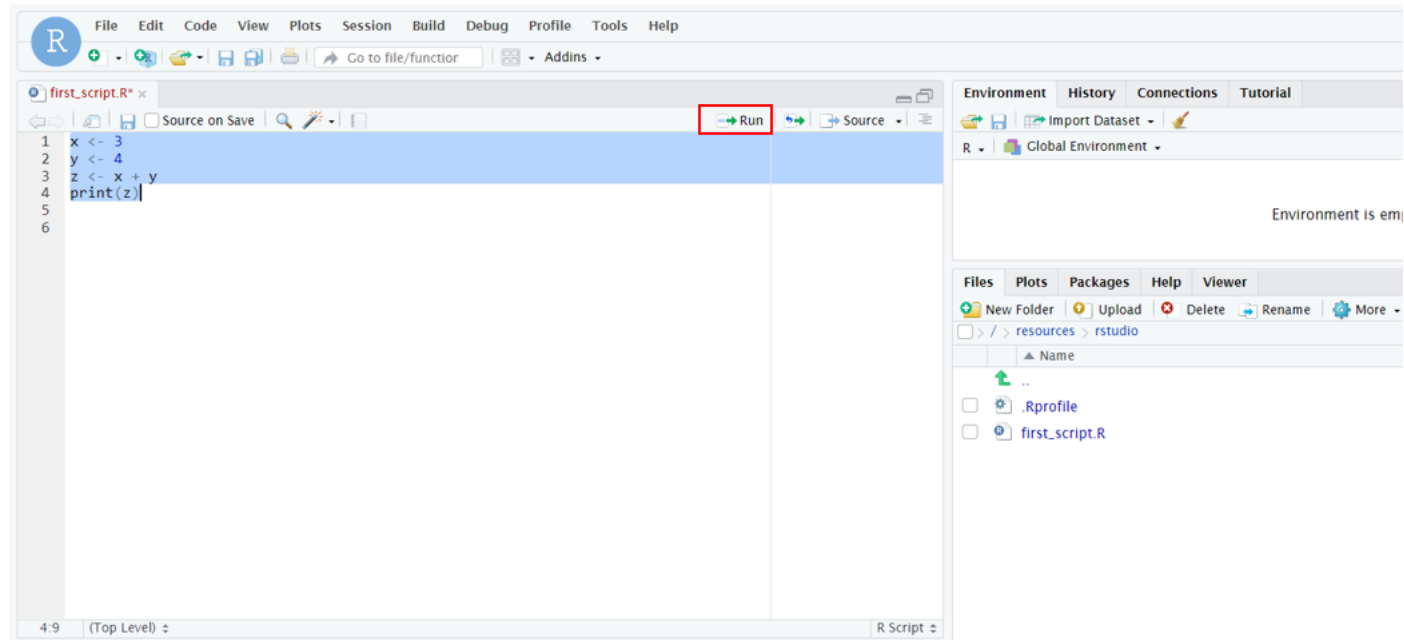 R
File Edit Code View Plots Session Build Debug Profile Tools Help
Go to file/functior
Addins
first_script.R*
Source on Save
Run
Source
1 x <- 3
2 y <- 4
3 z <- x + y
4 print(z)
5
6
4:9 (Top Level) R Script
Environment History Connections Tutorial
Import Dataset
R Global Environment
Environment is emp
Files Plots Packages Help Viewer
New Folder Upload Delete Rename More
/ resources rstudio
Name
..
.Rprofile
first_script.R